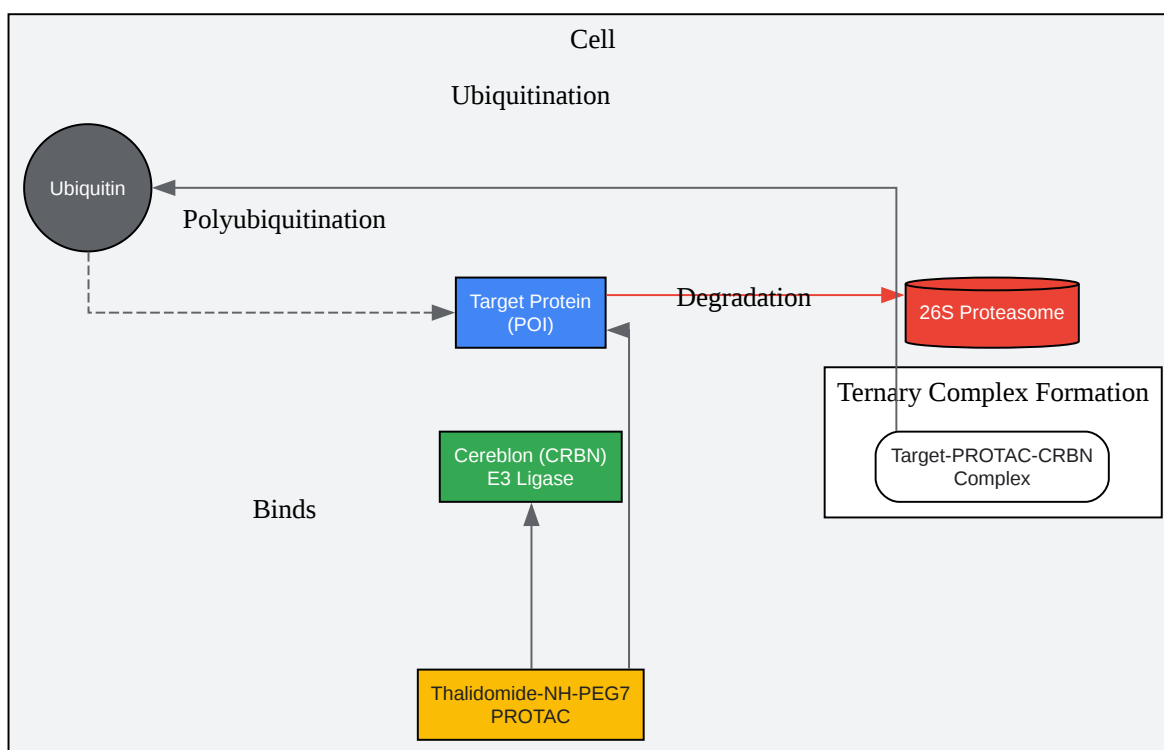 Cell
Ubiquitination
Ubiquitin
Polyubiquitination
Target Protein
(POI)
Degradation
26S Proteasome
Ternary Complex Formation
Cereblon (CRBN)
E3 Ligase
Target-PROTAC-CRBN
Complex
Binds
Thalidomide-NH-PEG7
PROTAC